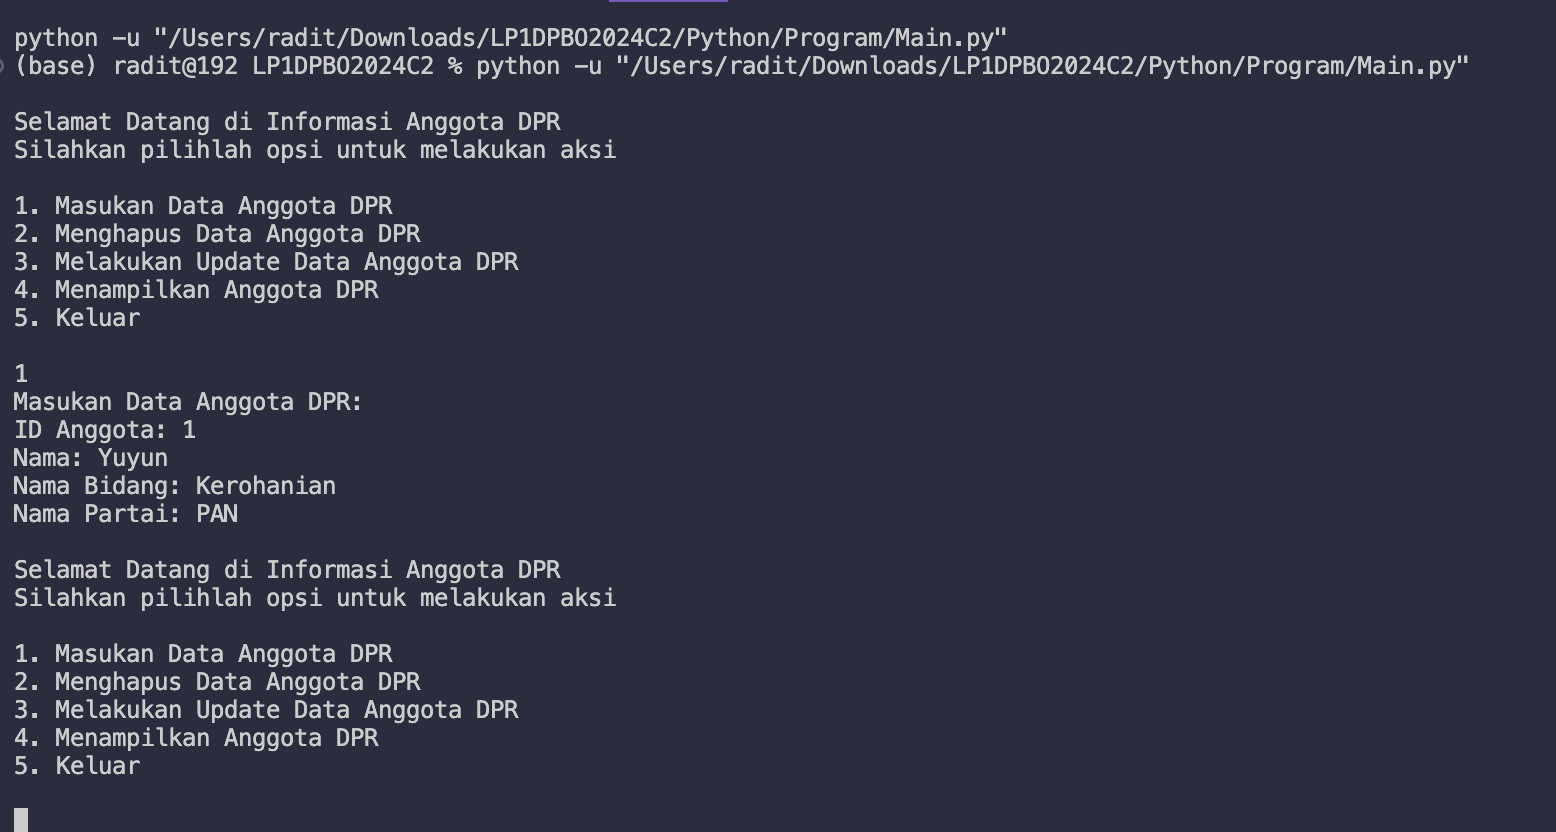 python -u "/Users/radit/Downloads/LP1DPBO2024C2/Python/Program/Main.py"
(base) radit@192 LP1DPBO2024C2 % python -u "/Users/radit/Downloads/LP1DPBO2024C2/Python/Program/Main.py"
Selamat Datang di Informasi Anggota DPR
Silahkan pilihlah opsi untuk melakukan aksi
1. Masukan Data Anggota DPR
2. Menghapus Data Anggota DPR
3. Melakukan Update Data Anggota DPR
4. Menampilkan Anggota DPR
5. Keluar
1
Masukan Data Anggota DPR:
ID Anggota: 1
Nama: Yuyun
Nama Bidang: Kerohanian
Nama Partai: PAN
Selamat Datang di Informasi Anggota DPR
Silahkan pilihlah opsi untuk melakukan aksi
1. Masukan Data Anggota DPR
2. Menghapus Data Anggota DPR
3. Melakukan Update Data Anggota DPR
4. Menampilkan Anggota DPR
5. Keluar